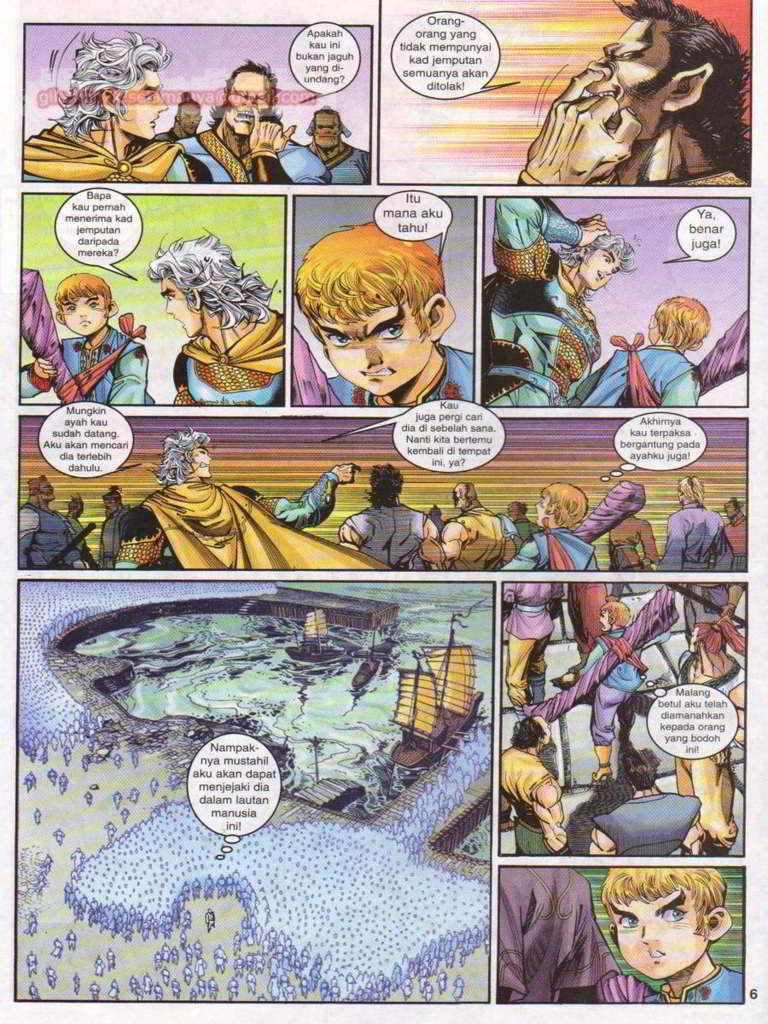 Apakah
kau ini
bukan jaguh
yang di-
undang?
Orang-
orang yang
tidak mempunyai
kad jemputan
semuanya akan
ditolak!
Bapa
kau pernah
menerima kad
jemputan
daripada
mereka?
Itu
mana aku
tahu!
Ya,
benar
juga!
Mungkin
ayah kau
sudah datang.
Aku akan mencari
dia terlebih
dahulu.
Kau
juga pergi cari
dia di sebelah sana.
Nanti kita bertemu
kembali di tempat
ini, ya?
Akhirnya
kau terpaksa
bergantung pada
ayahku juga!
Nampak-
nya mustahil
aku akan dapat
menjejaki dia
dalam lautan
manusia
ini!
Malang
betul aku telah
diamanahkan
kepada orang
yang bodoh
ini!
6